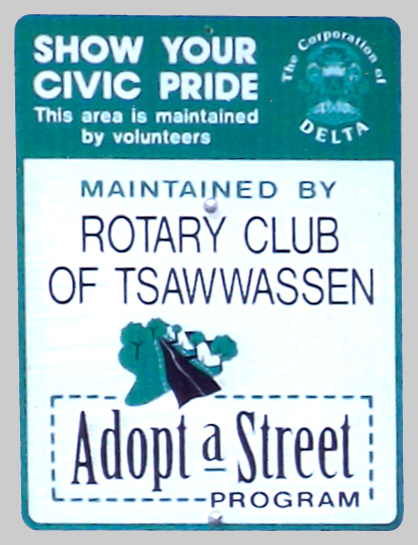 SHOW YOUR
CIVIC PRIDE
This area is maintained
by volunteers
The Corporation of
DELTA
MAINTAINED BY
ROTARY CLUB
OF TSAWWASSEN
Adopt a Street
PROGRAM